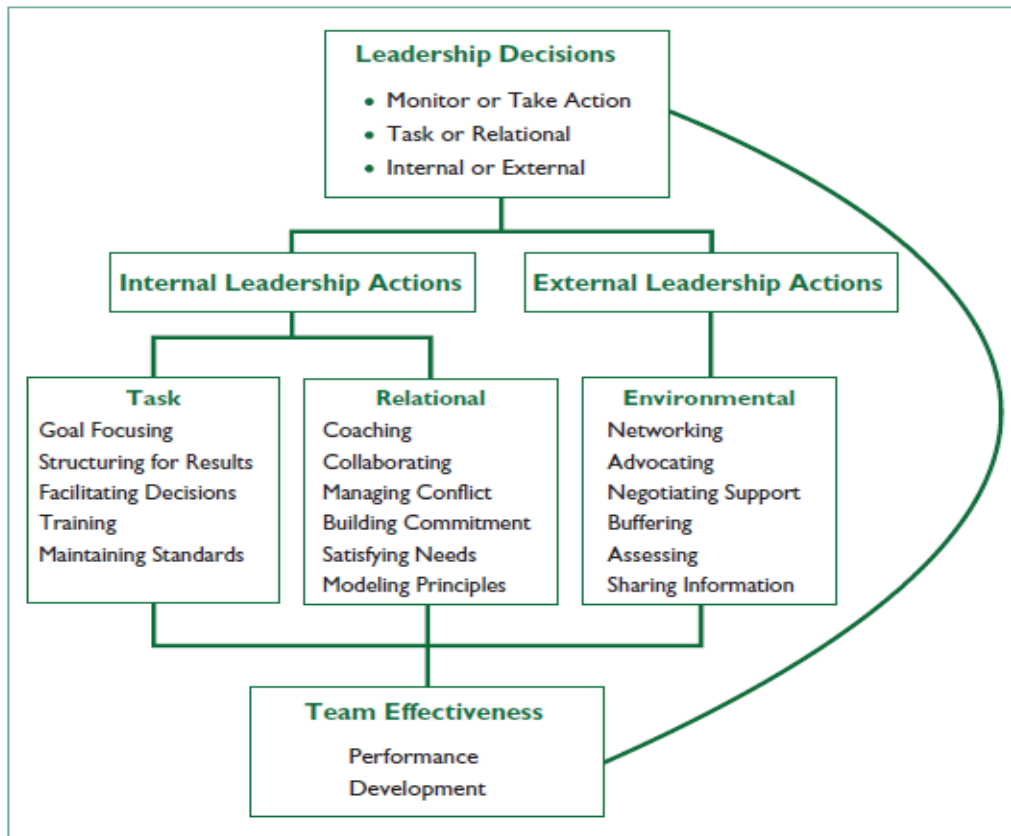 Leadership Decisions
• Monitor or Take Action
• Task or Relational
• Internal or External
Internal Leadership Actions
External Leadership Actions
Task
Goal Focusing
Structuring for Results
Facilitating Decisions
Training
Maintaining Standards
Relational
Coaching
Collaborating
Managing Conflict
Building Commitment
Satisfying Needs
Modeling Principles
Environmental
Networking
Advocating
Negotiating Support
Buffering
Assessing
Sharing Information
Team Effectiveness
Performance
Development